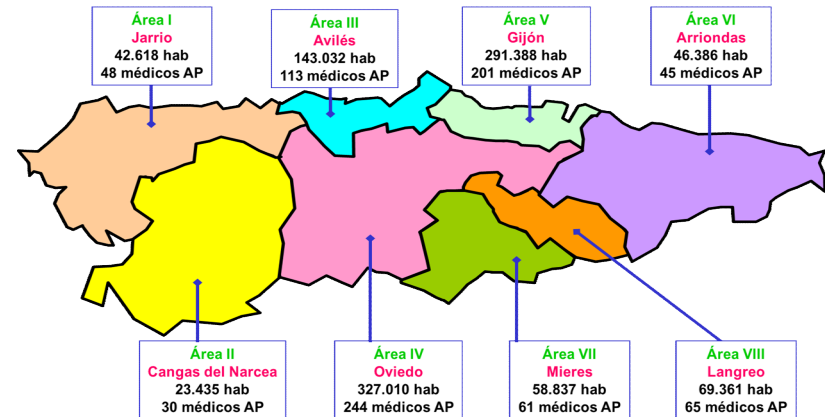 Área I
Jarrio
42.618 hab
48 médicos AP
Área III
Avilés
143.032 hab
113 médicos AP
Área V
Gijón
291.388 hab
201 médicos AP
Área VI
Arriondas
46.386 hab
45 médicos AP
Área II
Cangas del Narcea
23.435 hab
30 médicos AP
Área IV
Oviedo
327.010 hab
244 médicos AP
Área VII
Mieres
58.837 hab
61 médicos AP
Área VIII
Langreo
69.361 hab
65 médicos AP